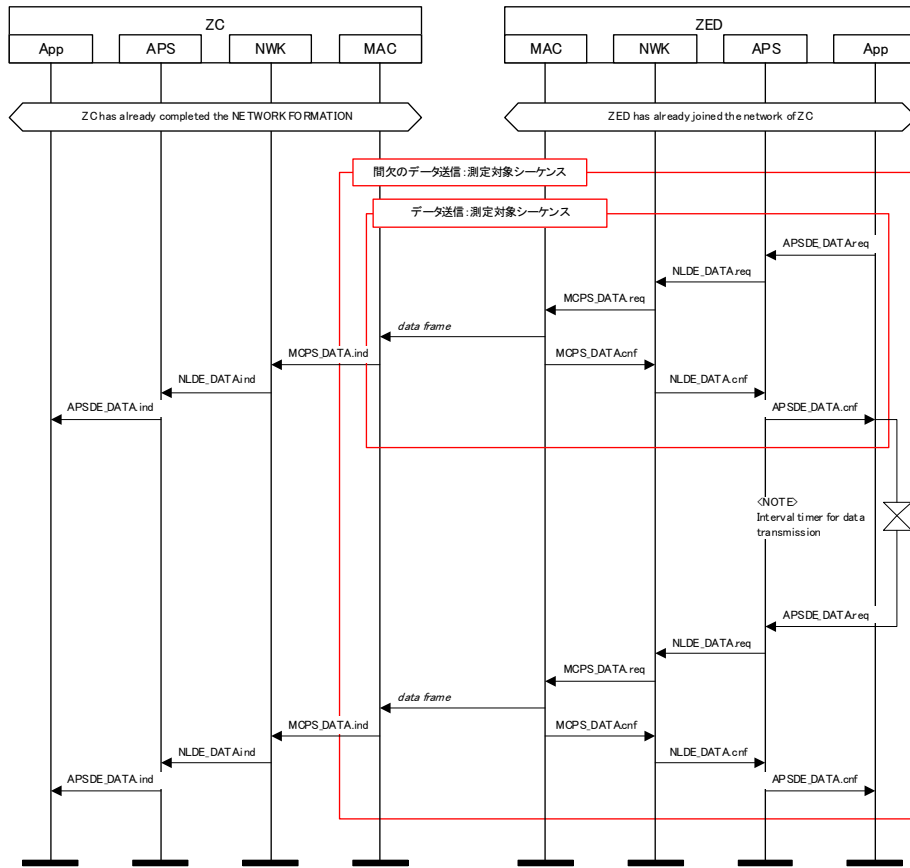 ZC
ZED
App
APS
NWK
MAC
MAC
NWK
APS
App
ZC has already completed the NETWORK FORMATION
ZED has already joined the network of ZC
間欠のデータ送信：測定対象シーケンス
データ送信：測定対象シーケンス
APSDE_DATA.req
NLDE_DATA.req
MCPS_DATA.req
data frame
MCPS_DATA.ind
MCPS_DATA.cnf
NLDE_DATA.ind
NLDE_DATA.cnf
APSDE_DATA.ind
APSDE_DATA.cnf
<NOTE>
Interval timer for data
transmission
APSDE_DATA.req
NLDE_DATA.req
MCPS_DATA.req
data frame
MCPS_DATA.ind
MCPS_DATA.cnf
NLDE_DATA.ind
NLDE_DATA.cnf
APSDE_DATA.ind
APSDE_DATA.cnf